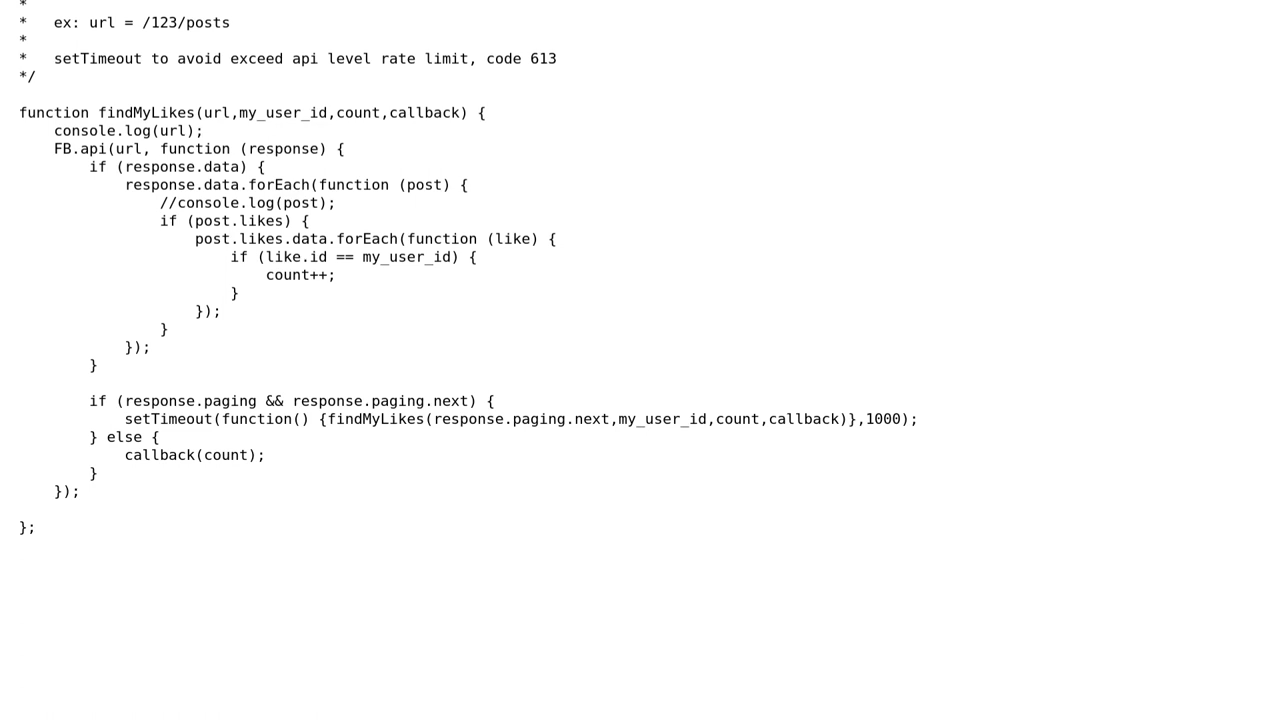 *
*   ex: url = /123/posts
*
*   setTimeout to avoid exceed api level rate limit, code 613
*/

function findMyLikes(url,my_user_id,count,callback) {
    console.log(url);
    FB.api(url, function (response) {
        if (response.data) {
            response.data.forEach(function (post) {
                //console.log(post);
                if (post.likes) {
                    post.likes.data.forEach(function (like) {
                        if (like.id == my_user_id) {
                            count++;
                        }
                    });
                }
            });
        }

        if (response.paging && response.paging.next) {
            setTimeout(function() {findMyLikes(response.paging.next,my_user_id,count,callback)},1000);
        } else {
            callback(count);
        }
    });

};